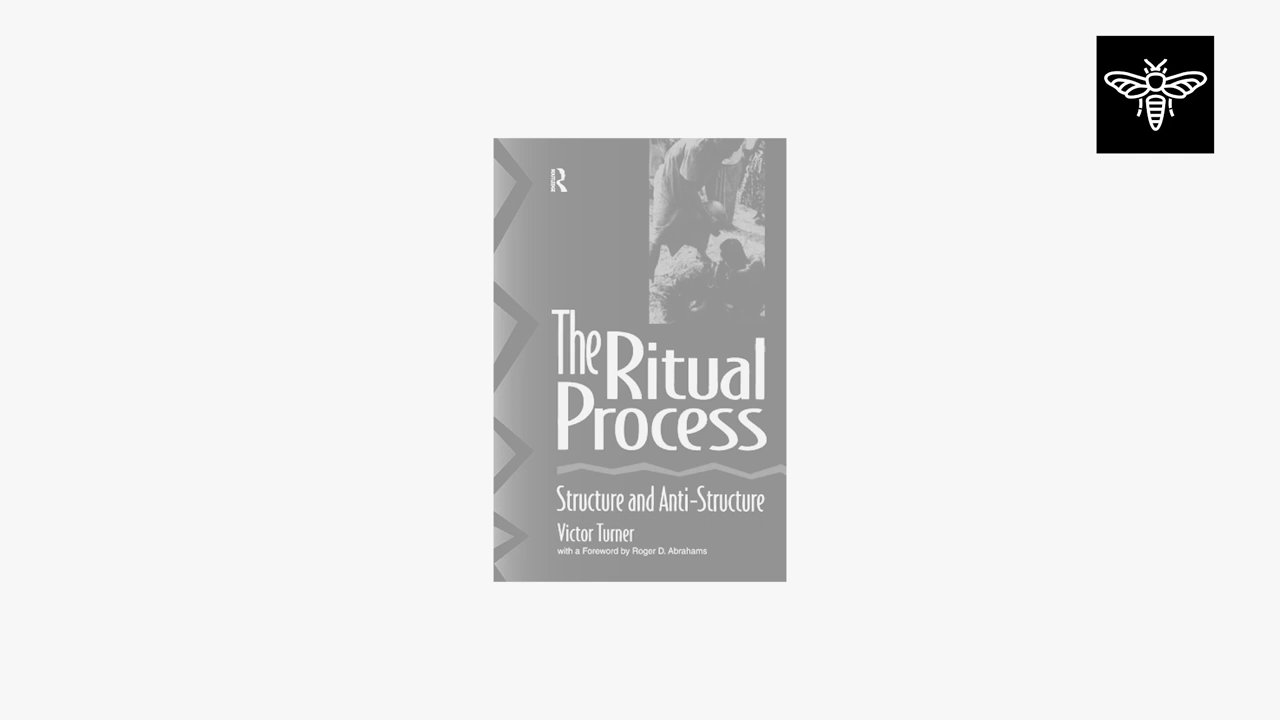 The Ritual
Process
Structure and Anti-Structure
Victor Turner
with a Foreword by Roger D. Abrahams